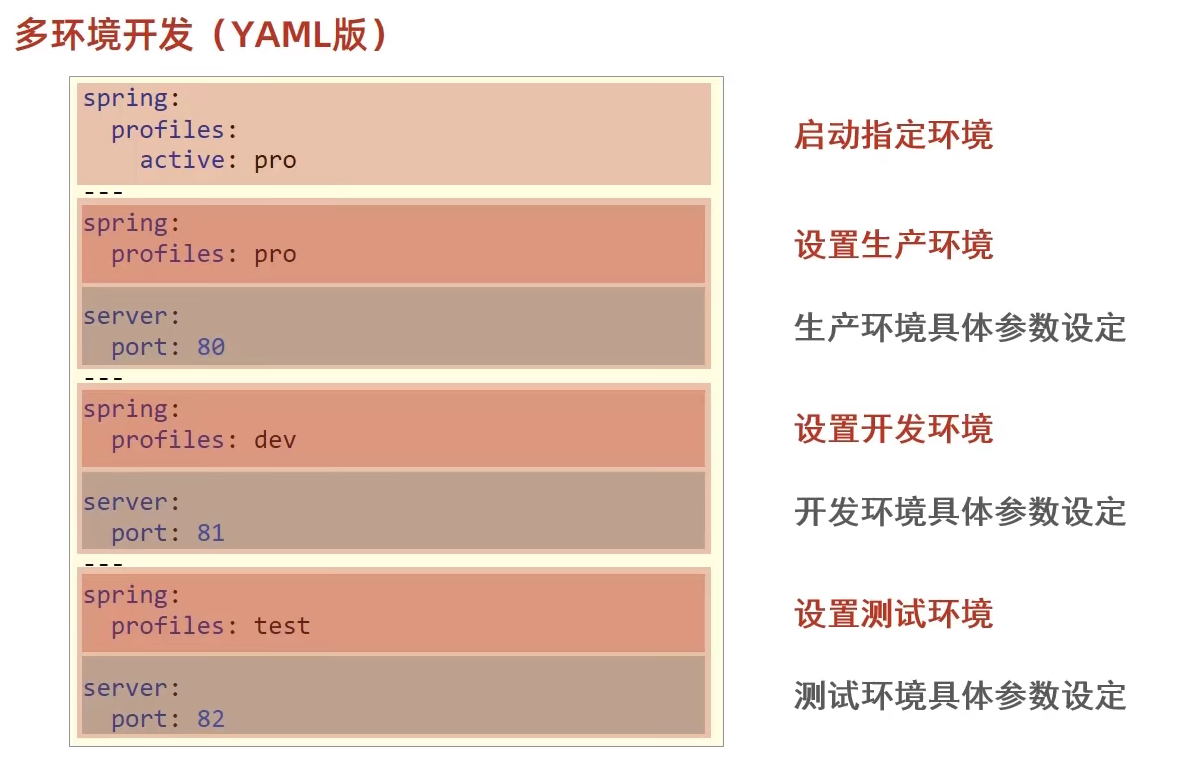 多环境开发（YAML版）
spring:
  profiles:
    active: pro
启动指定环境
---
spring:
  profiles: pro
设置生产环境
server:
  port: 80
生产环境具体参数设定
---
spring:
  profiles: dev
设置开发环境
server:
  port: 81
开发环境具体参数设定
---
spring:
  profiles: test
设置测试环境
server:
  port: 82
测试环境具体参数设定